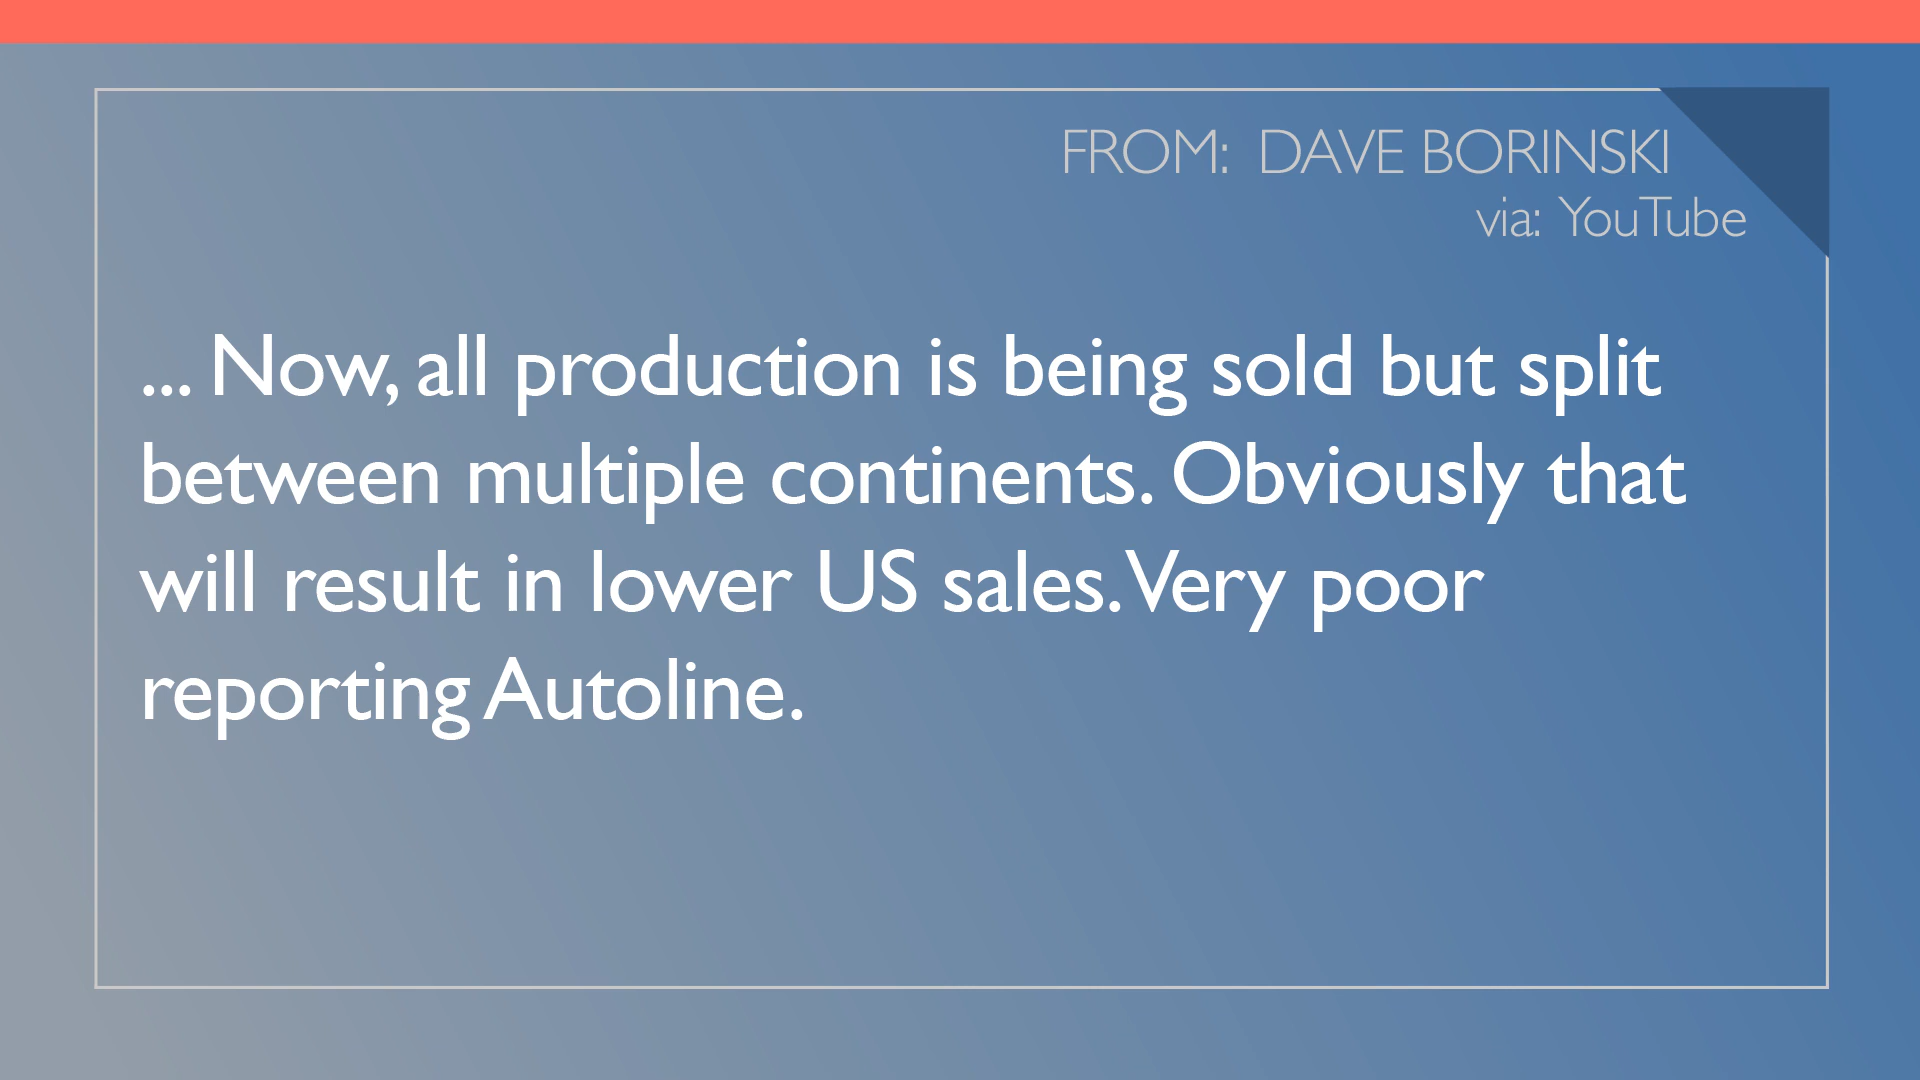 FROM: DAVE BORINSKI
via: YouTube
... Now, all production is being sold but split
between multiple continents. Obviously that
will result in lower US sales. Very poor
reporting Autoline.